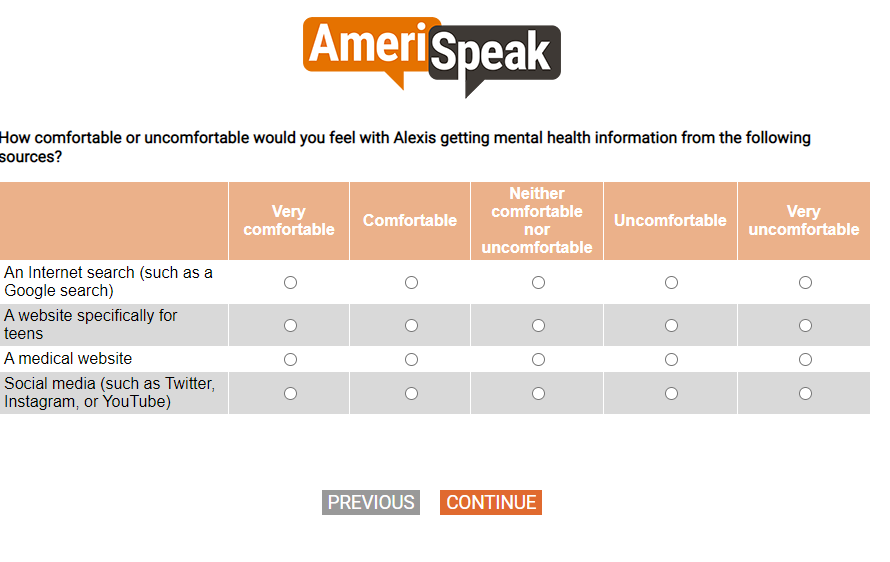 AmeriSpeak
How comfortable or uncomfortable would you feel with Alexis getting mental health information from the following
sources?
Very
comfortable
Comfortable
Neither
comfortable
nor
uncomfortable
Uncomfortable
Very
uncomfortable
An Internet search (such as a
Google search)
A website specifically for
teens
A medical website
Social media (such as Twitter,
Instagram, or YouTube)
PREVIOUS
CONTINUE